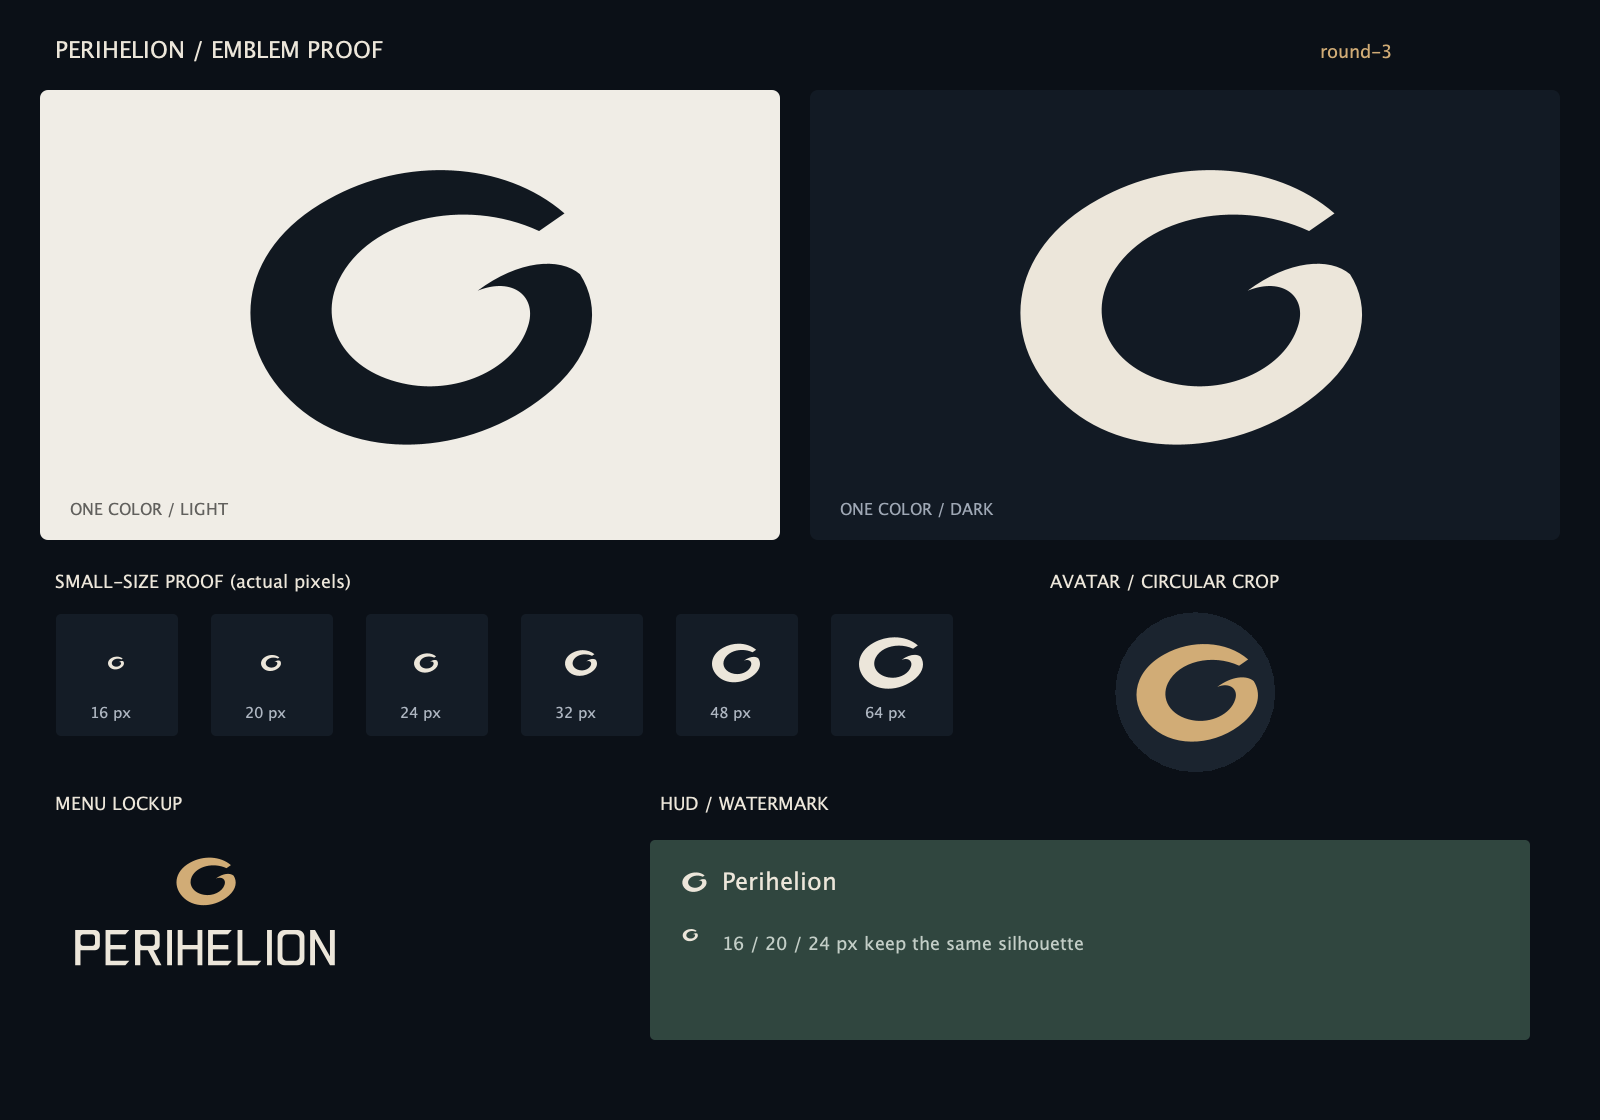 PERIHELION / EMBLEM PROOF
round-3
ONE COLOR / LIGHT
ONE COLOR / DARK
SMALL-SIZE PROOF (actual pixels)
AVATAR / CIRCULAR CROP
16 px
20 px
24 px
32 px
48 px
64 px
MENU LOCKUP
HUD / WATERMARK
PERIHELION
Perihelion
16 / 20 / 24 px keep the same silhouette